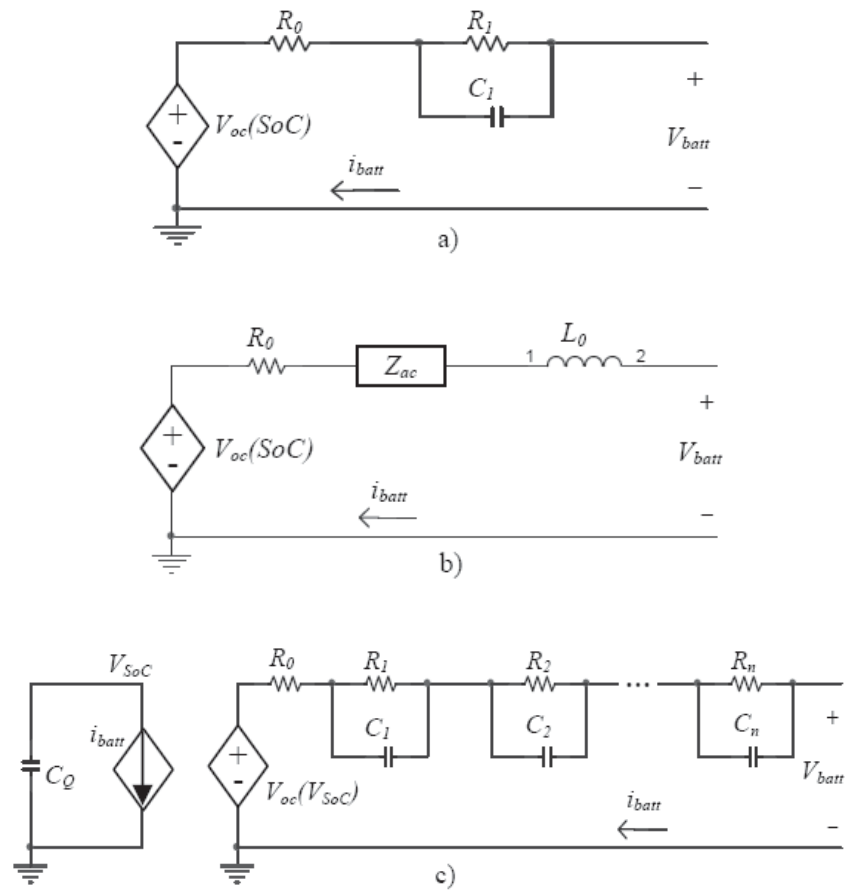 R0 R1
C1
+
+
-
Voc(SoC)
Vbatt
ibatt
−
a)
R0 Zac 1 L0 2
+
+
-
Voc(SoC)
Vbatt
ibatt
−
b)
VSoC R0 R1 R2 ... Rn
ibatt C1 C2 Cn
+
+
-
CQ Voc(VSoC) Vbatt
ibatt
−
c)